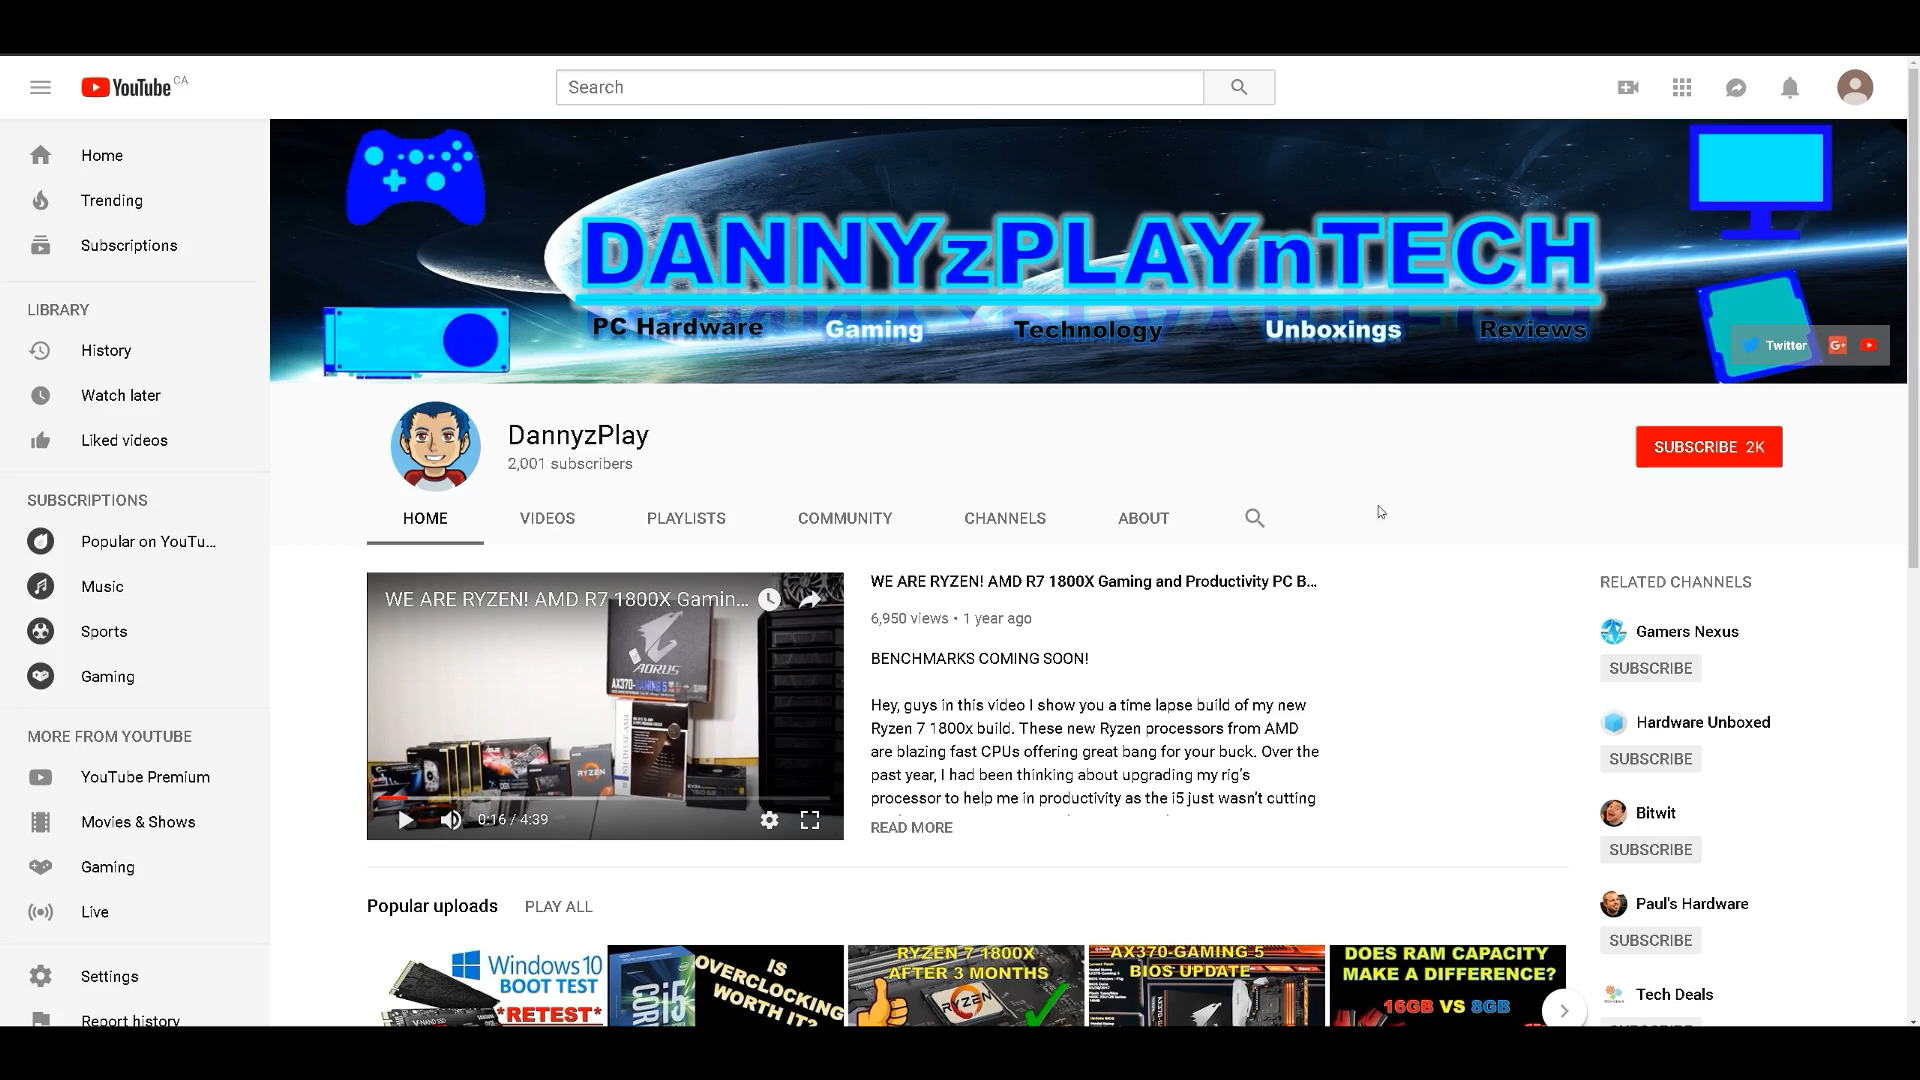 YouTube CA
Search
Home
Trending
Subscriptions
LIBRARY
History
Watch later
Liked videos
SUBSCRIPTIONS
Popular on YouTu...
Music
Sports
Gaming
MORE FROM YOUTUBE
YouTube Premium
Movies & Shows
Gaming
Live
Settings
Report history
DANNYzPLAYnTECH
PC Hardware Gaming Technology Unboxings Reviews
Twitter G+
DannyzPlay
2,001 subscribers
SUBSCRIBE 2K
HOME VIDEOS PLAYLISTS COMMUNITY CHANNELS ABOUT
WE ARE RYZEN! AMD R7 1800X Gamin...
AORUS
AX370-GAMING 5
RYZEN
0:16 / 4:39
WE ARE RYZEN! AMD R7 1800X Gaming and Productivity PC B...
6,950 views • 1 year ago
BENCHMARKS COMING SOON!
Hey, guys in this video I show you a time lapse build of my new
Ryzen 7 1800x build. These new Ryzen processors from AMD
are blazing fast CPUs offering great bang for your buck. Over the
past year, I had been thinking about upgrading my rig's
processor to help me in productivity as the i5 just wasn't cutting
READ MORE
RELATED CHANNELS
Gamers Nexus
SUBSCRIBE
Hardware Unboxed
SUBSCRIBE
Bitwit
SUBSCRIBE
Paul's Hardware
SUBSCRIBE
Tech Deals
Popular uploads PLAY ALL
Windows 10
BOOT TEST
*RETEST*
CORE i5
IS
OVERCLOCKING
WORTH IT?
RYZEN 7 1800X
AFTER 3 MONTHS
RYZEN
AX370-GAMING 5
BIOS UPDATE
DOES RAM CAPACITY
MAKE A DIFFERENCE?
16GB VS 8GB